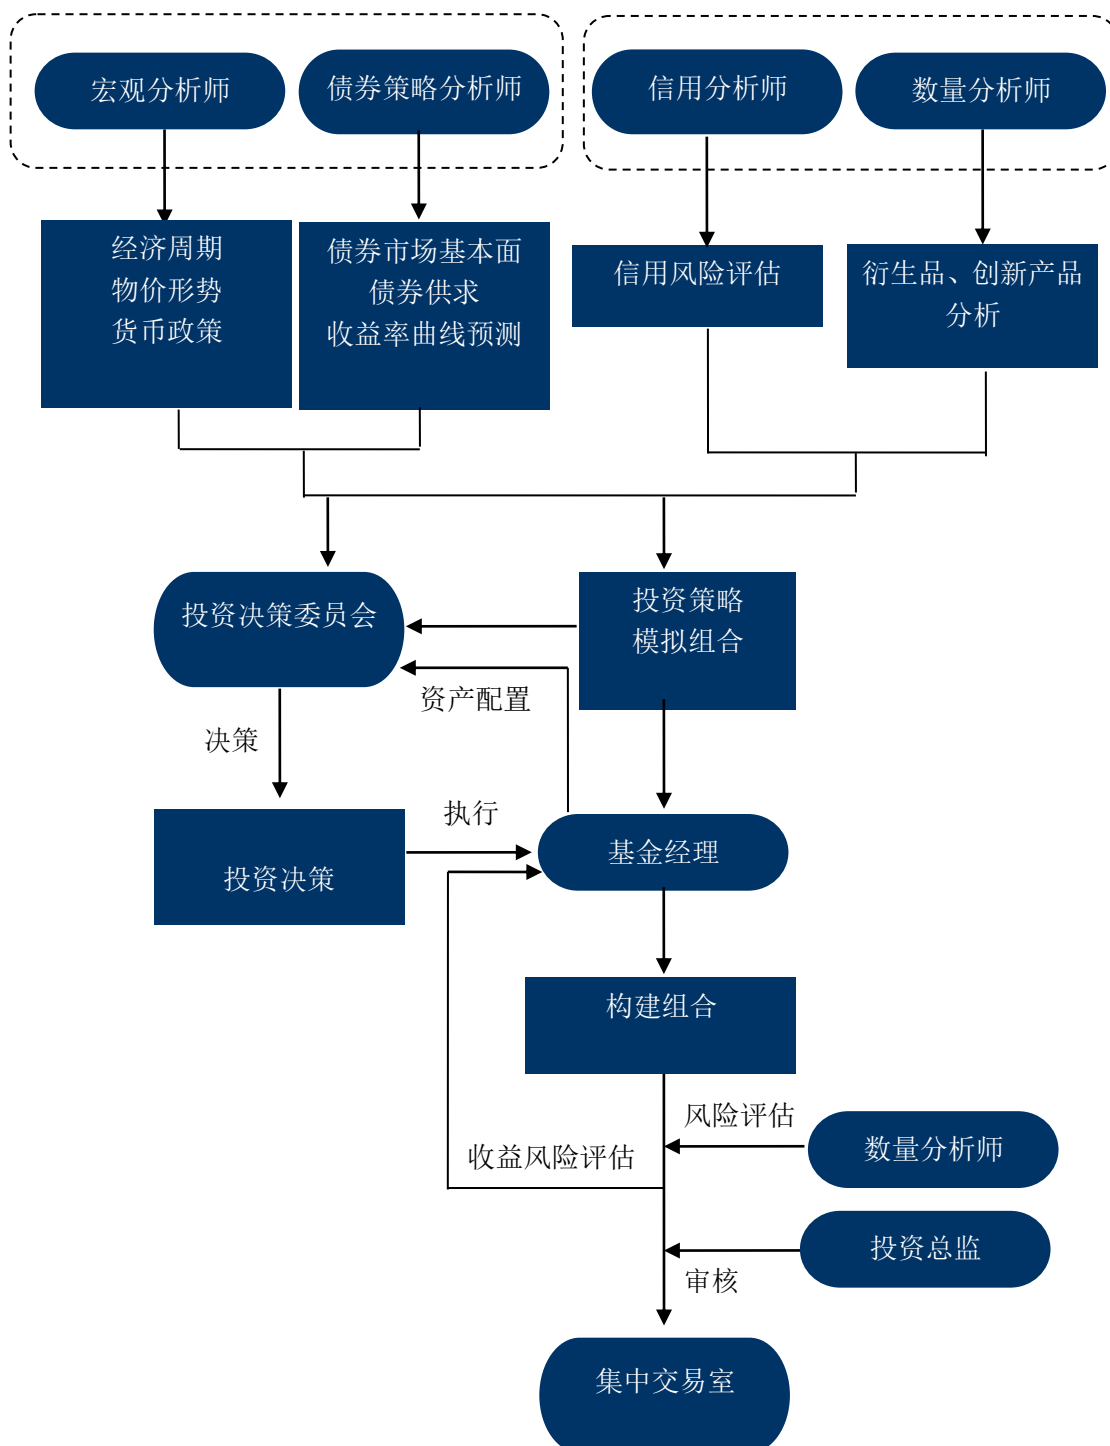 宏观分析师
债券策略分析师
信用分析师
数量分析师
经济周期
物价形势
货币政策
债券市场基本面
债券供求
收益率曲线预测
信用风险评估
衍生品、创新产品
分析
投资决策委员会
投资策略
模拟组合
资产配置
决策
执行
投资决策
基金经理
构建组合
风险评估
数量分析师
收益风险评估
投资总监
审核
集中交易室